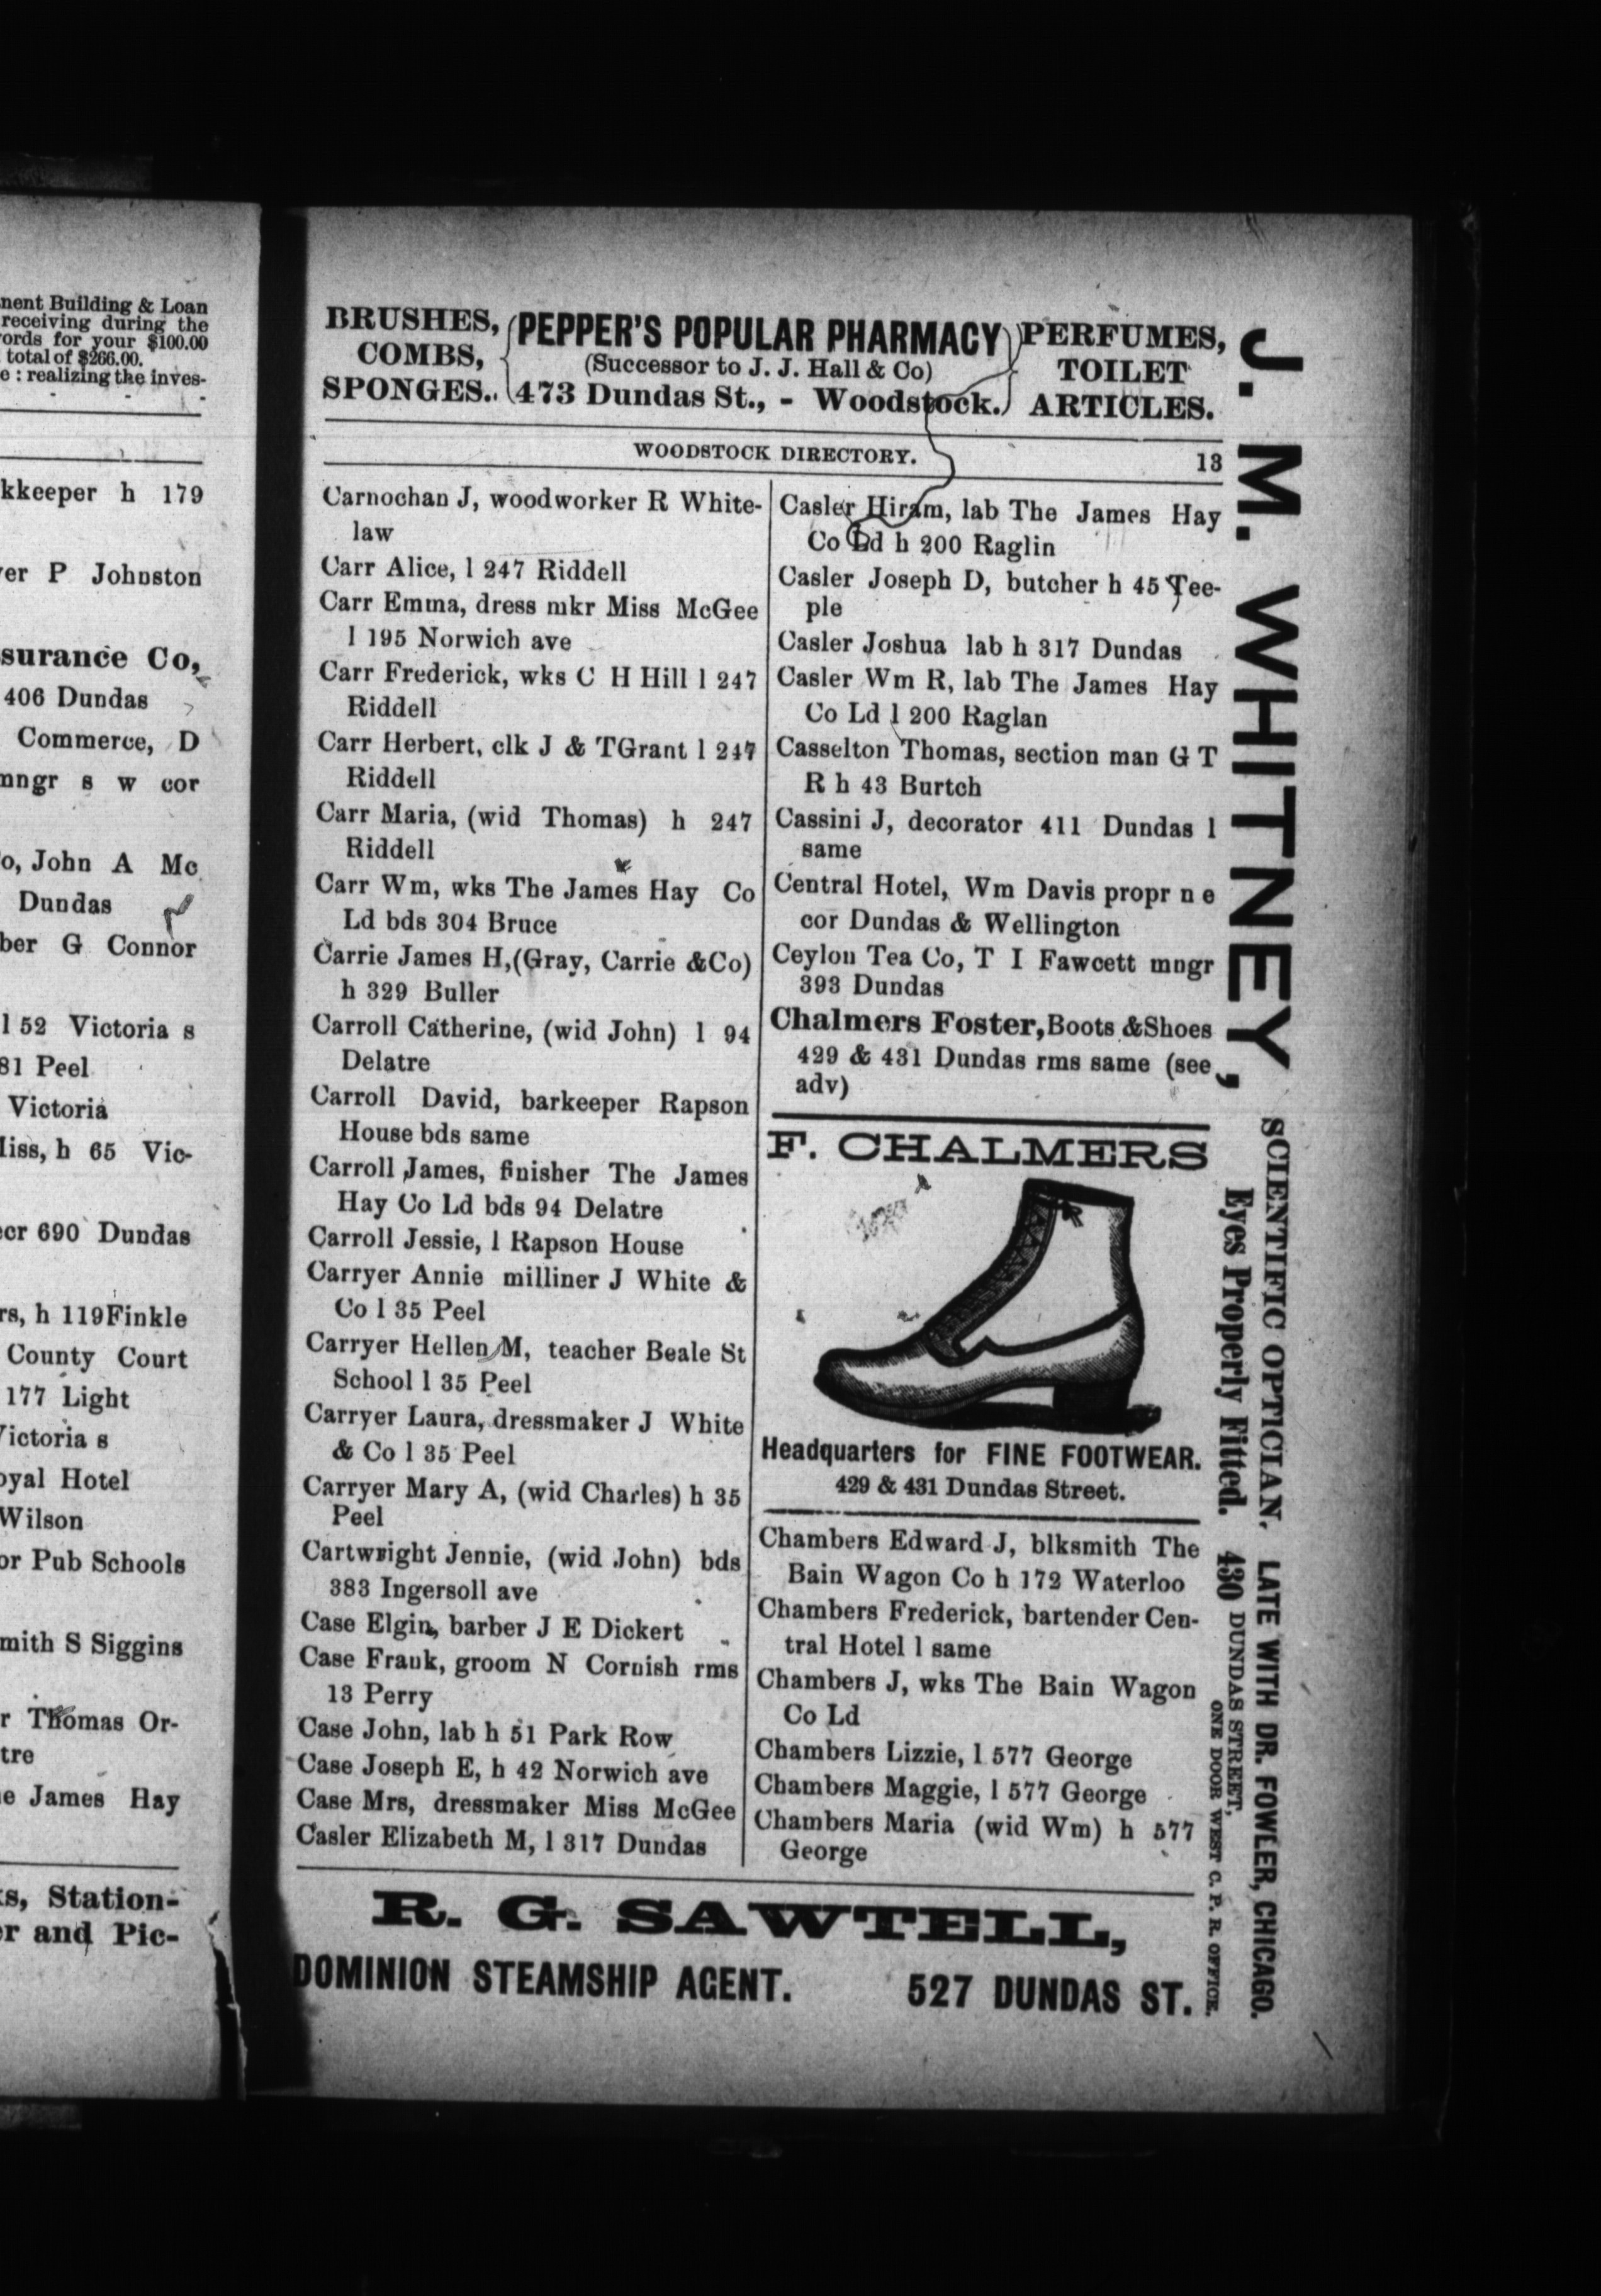 nent Building & Loan
receiving during the
ords for your $100.00
total of $266.00.
e : realizing the inves-
kkeeper h 179
er P Johnston
surance Co,
406 Dundas
Commerce, D
mngr s w cor
o, John A Mc
Dundas
ber G Connor
l 52 Victoria s
81 Peel
Victoria
liss, h 65 Vic-
cr 690 Dundas
rs, h 119Finkle
County Court
177 Light
ictoria s
oyal Hotel
Wilson
or Pub Schools
mith S Siggins
r Thomas Or-
tre
e James Hay
s, Station-
r and Pic-
BRUSHES,
COMBS,
SPONGES..
PEPPER'S POPULAR PHARMACY
(Successor to J. J. Hall & Co)
473 Dundas St., - Woodstock.
PERFUMES,
TOILET
ARTICLES.
WOODSTOCK DIRECTORY. 13
Carnochan J, woodworker R White-
law
Carr Alice, l 247 Riddell
Carr Emma, dress mkr Miss McGee
l 195 Norwich ave
Carr Frederick, wks C H Hill l 247
Riddell
Carr Herbert, clk J & TGrant l 247
Riddell
Carr Maria, (wid Thomas) h 247
Riddell
Carr Wm, wks The James Hay Co
Ld bds 304 Bruce
Carrie James H,(Gray, Carrie &Co)
h 329 Buller
Carroll Catherine, (wid John) l 94
Delatre
Carroll David, barkeeper Rapson
House bds same
Carroll James, finisher The James
Hay Co Ld bds 94 Delatre
Carroll Jessie, l Rapson House
Carryer Annie milliner J White &
Co l 35 Peel
Carryer Hellen M, teacher Beale St
School l 35 Peel
Carryer Laura, dressmaker J White
& Co l 35 Peel
Carryer Mary A, (wid Charles) h 35
Peel
Cartwright Jennie, (wid John) bds
383 Ingersoll ave
Case Elgin, barber J E Dickert
Case Frank, groom N Cornish rms
13 Perry
Case John, lab h 51 Park Row
Case Joseph E, h 42 Norwich ave
Case Mrs, dressmaker Miss McGee
Casler Elizabeth M, l 317 Dundas
Casler Hiram, lab The James Hay
Co Ld h 200 Raglin
Casler Joseph D, butcher h 45 Tee-
ple
Casler Joshua lab h 317 Dundas
Casler Wm R, lab The James Hay
Co Ld l 200 Raglan
Casselton Thomas, section man G T
R h 43 Burtch
Cassini J, decorator 411 Dundas l
same
Central Hotel, Wm Davis propr n e
cor Dundas & Wellington
Ceylon Tea Co, T I Fawcett mngr
393 Dundas
Chalmers Foster,Boots &Shoes
429 & 431 Dundas rms same (see
adv)
F. CHALMERS
Headquarters for FINE FOOTWEAR.
429 & 431 Dundas Street.
Chambers Edward J, blksmith The
Bain Wagon Co h 172 Waterloo
Chambers Frederick, bartender Cen-
tral Hotel l same
Chambers J, wks The Bain Wagon
Co Ld
Chambers Lizzie, l 577 George
Chambers Maggie, l 577 George
Chambers Maria (wid Wm) h 577
George
R. G. SAWTELL,
DOMINION STEAMSHIP AGENT. 527 DUNDAS ST.
J. M. WHITNEY,
SCIENTIFIC OPTICIAN. LATE WITH DR. FOWLER, CHICAGO.
Eyes Properly Fitted. 430 DUNDAS STREET,
ONE DOOR WEST C. P. R. OFFICE.